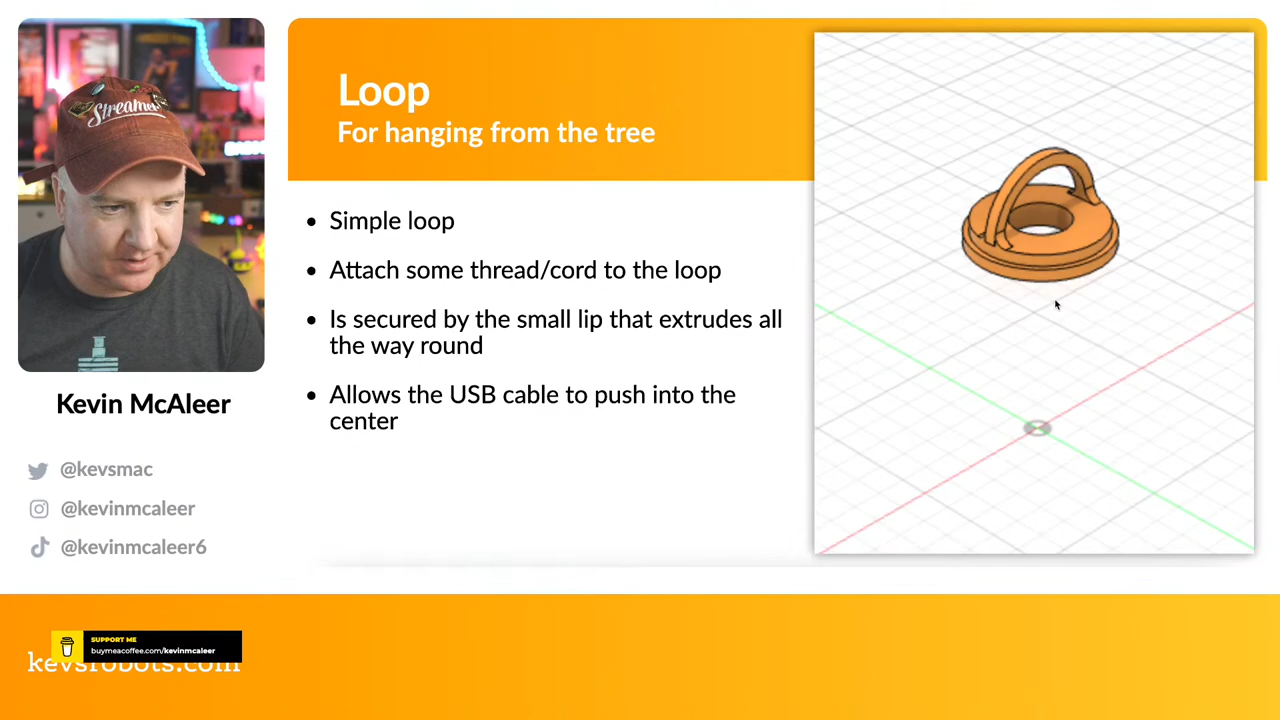 Streamer
Loop
For hanging from the tree
• Simple loop
• Attach some thread/cord to the loop
• Is secured by the small lip that extrudes all
the way round
• Allows the USB cable to push into the
center
Kevin McAleer
@kevsmac
@kevinmcaleer
@kevinmcaleer6
SUPPORT ME
buymeacoffee.com/kevinmcaleer
kevsrobots.com